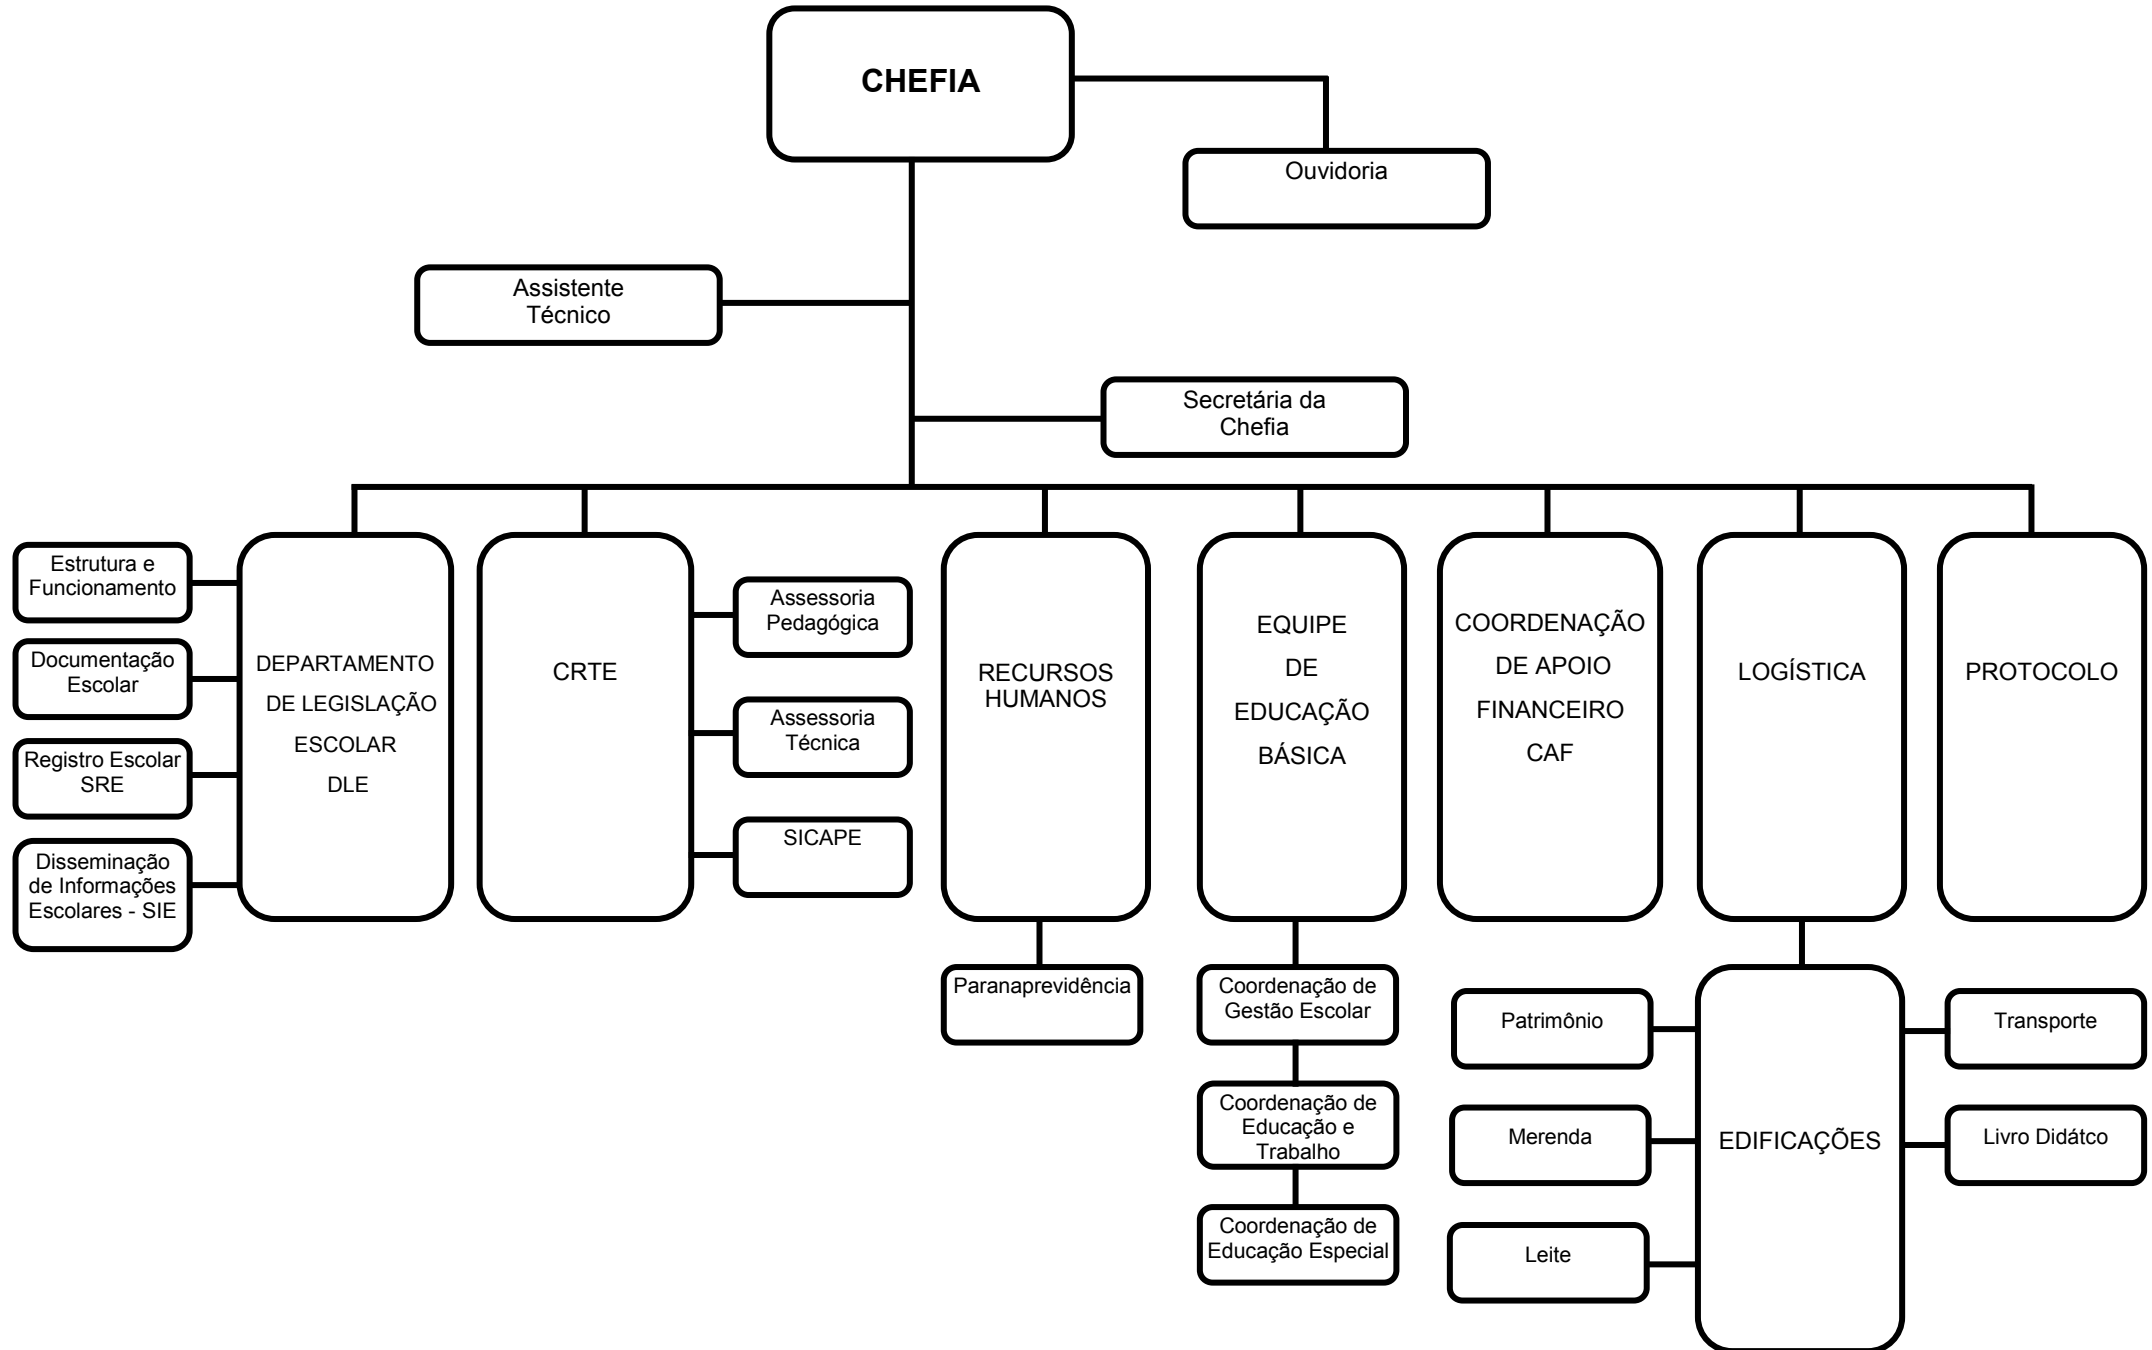 CHEFIA
Ouvidoria
Assistente
Técnico
Secretária da
Chefia
Estrutura e
Funcionamento
Documentação
Escolar
Registro Escolar
SRE
Disseminação
de Informações
Escolares - SIE
DEPARTAMENTO
DE LEGISLAÇÃO
ESCOLAR
DLE
CRTE
Assessoria
Pedagógica
Assessoria
Técnica
SICAPE
RECURSOS
HUMANOS
Paranaprevidência
EQUIPE
DE
EDUCAÇÃO
BÁSICA
Coordenação de
Gestão Escolar
Coordenação de
Educação e
Trabalho
Coordenação de
Educação Especial
COORDENAÇÃO
DE APOIO
FINANCEIRO
CAF
LOGÍSTICA
PROTOCOLO
Patrimônio
Merenda
Leite
EDIFICAÇÕES
Transporte
Livro Didátco